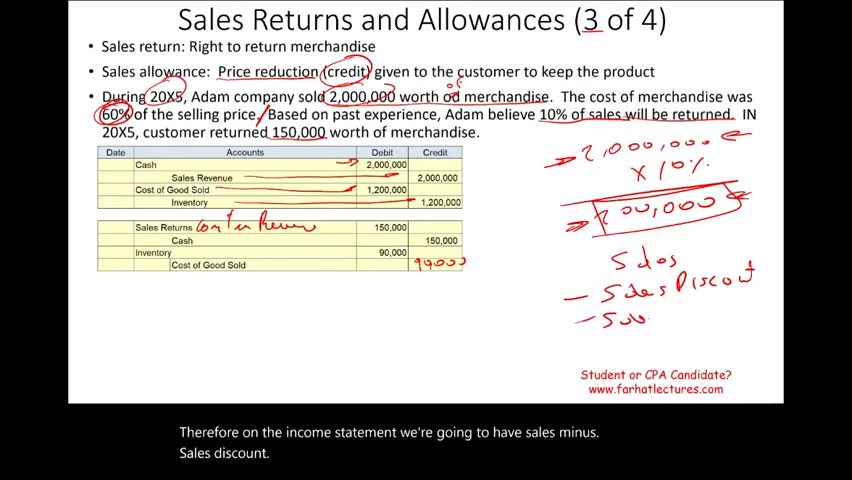 Sales Returns and Allowances (3 of 4)
• Sales return: Right to return merchandise
• Sales allowance: Price reduction (credit) given to the customer to keep the product
of
• During 20X5, Adam company sold 2,000,000 worth od merchandise. The cost of merchandise was
60% of the selling price, Based on past experience, Adam believe 10% of sales will be returned. IN
20X5, customer returned 150,000 worth of merchandise.
Date Accounts Debit Credit
Cash 2,000,000
Sales Revenue 2,000,000
Cost of Good Sold 1,200,000
Inventory 1,200,000
Sales Returns Contra Revenue 150,000
Cash 150,000
Inventory 90,000
Cost of Good Sold 90000
2,000,000
X 10%
200,000
Sales
- Sales Discount
- Sales
Student or CPA Candidate?
www.farhatlectures.com
Therefore on the income statement we're going to have sales minus.
Sales discount.